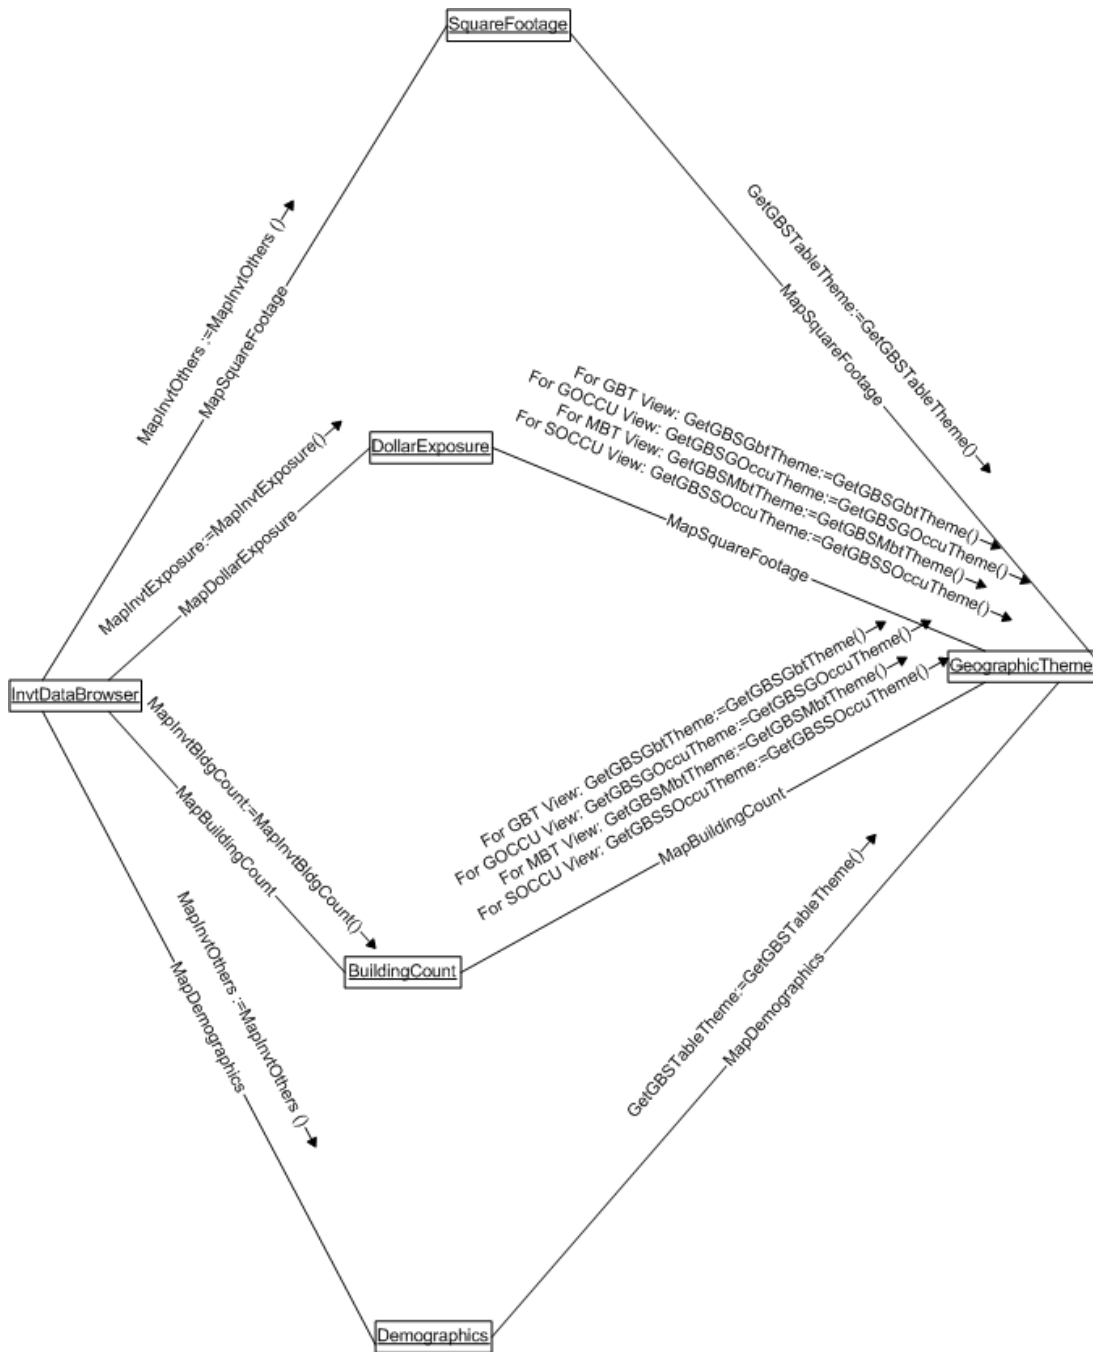 SquareFootage
MapInvtOthers :=MapInvtOthers ()
MapSquareFootage
GetGBSTableTheme:=GetGBSTableTheme()
MapSquareFootage
For GBT View: GetGBSGbtTheme:=GetGBSGbtTheme()
For GOCCU View: GetGBSGOccuTheme:=GetGBSGOccuTheme()
For MBT View: GetGBSMbtTheme:=GetGBSMbtTheme()
For SOCCU View: GetGBSSOccuTheme:=GetGBSSOccuTheme()
DollarExposure
MapInvtExposure:=MapInvtExposure()
MapDollarExposure
MapSquareFootage
InvtDataBrowser
GeographicTheme
MapInvtBldgCount:=MapInvtBldgCount()
MapBuildingCount
For GBT View: GetGBSGbtTheme:=GetGBSGbtTheme()
For GOCCU View: GetGBSGOccuTheme:=GetGBSGOccuTheme()
For MBT View: GetGBSMbtTheme:=GetGBSMbtTheme()
For SOCCU View: GetGBSSOccuTheme:=GetGBSSOccuTheme()
MapBuildingCount
BuildingCount
MapInvtOthers :=MapInvtOthers ()
MapDemographics
GetGBSTableTheme:=GetGBSTableTheme()
MapDemographics
Demographics